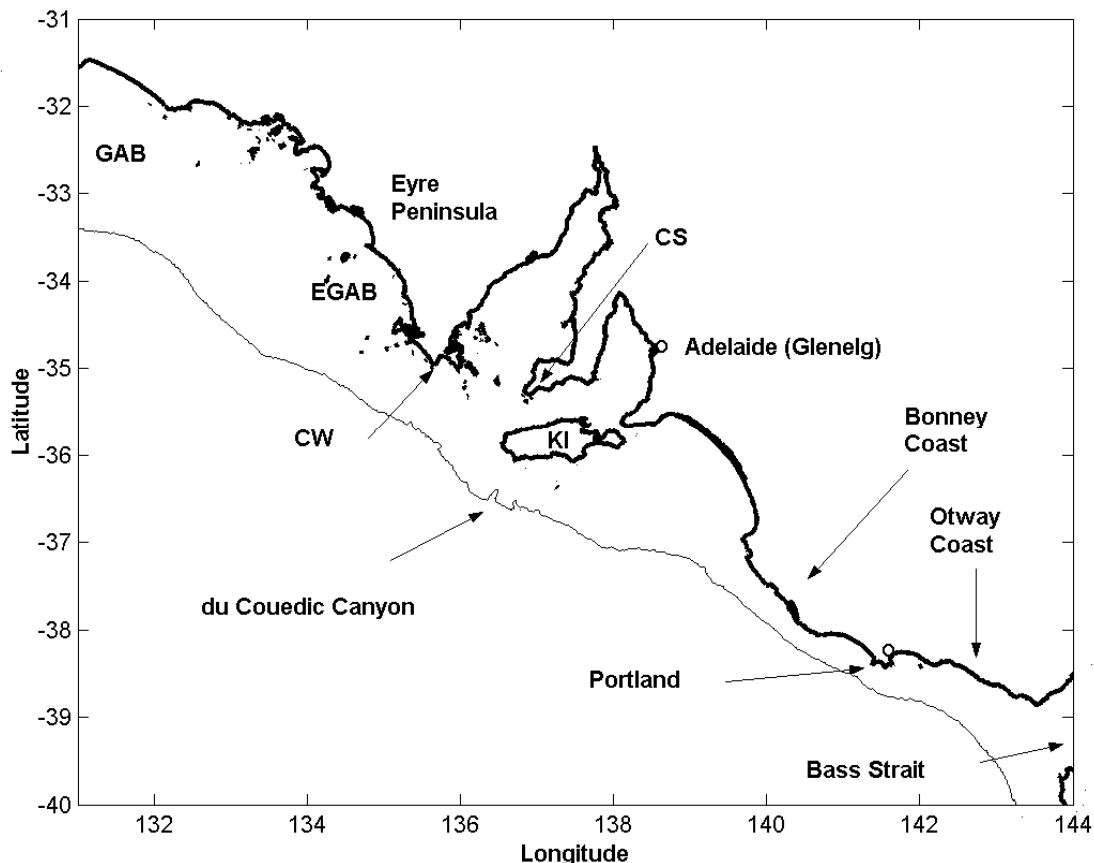 -31
-32
-33
-34
-35
-36
-37
-38
-39
-40
Latitude
GAB
Eyre
Peninsula
CS
EGAB
Adelaide (Glenelg)
CW
KI
Bonney
Coast
Otway
Coast
du Couedic Canyon
Portland
Bass Strait
132
134
136
138
140
142
144
Longitude